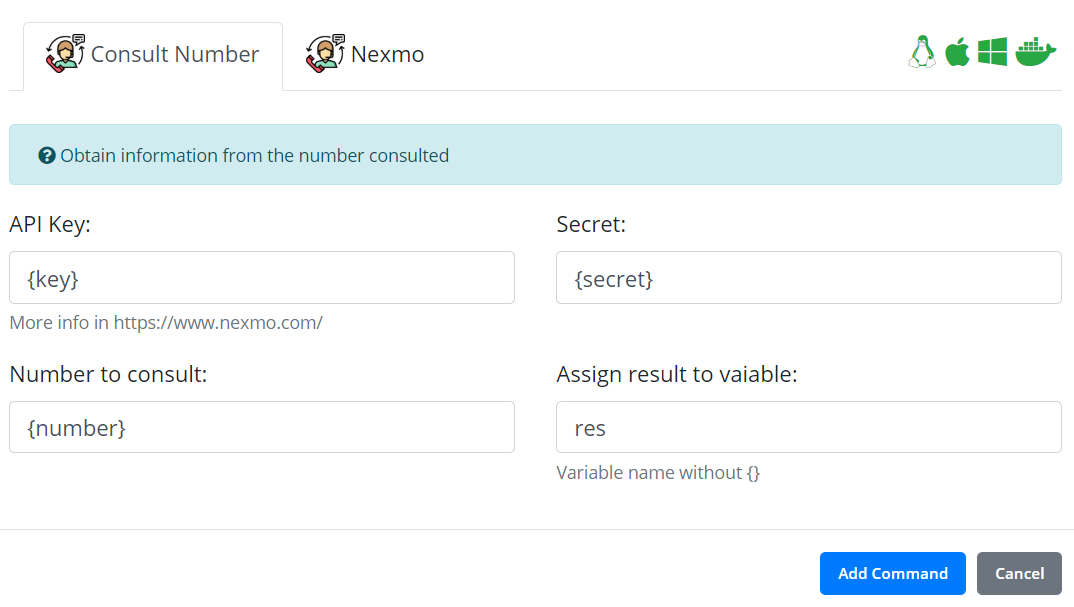 Consult Number
Nexmo
Obtain information from the number consulted
API Key:
Secret:
{key}
{secret}
More info in https://www.nexmo.com/
Number to consult:
Assign result to vaiable:
{number}
res
Variable name without {}
Add Command
Cancel